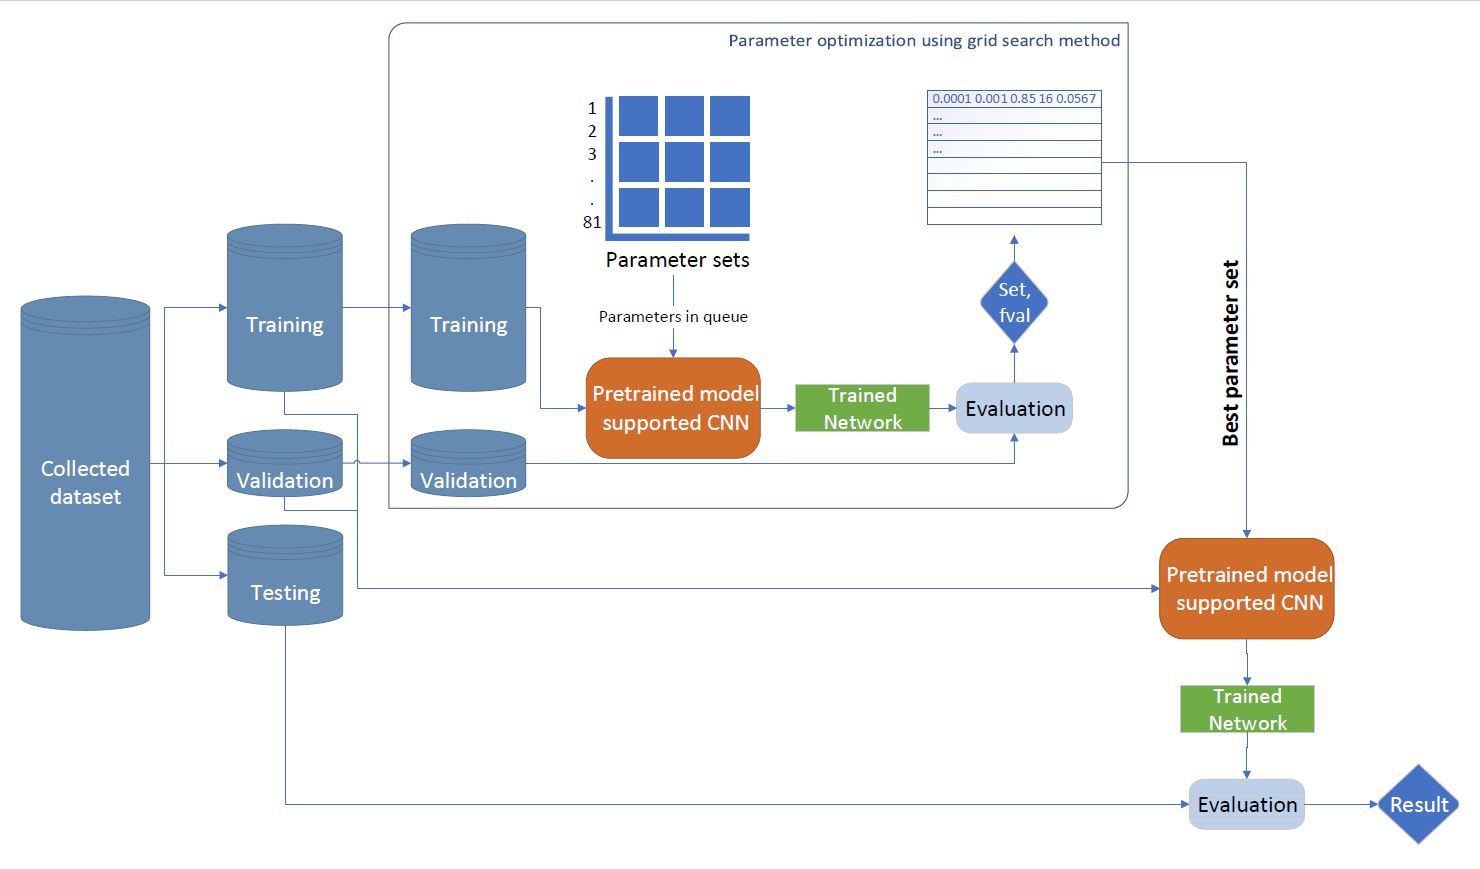 Parameter optimization using grid search method
1
2
3
.
.
81
Parameter sets
Parameters in queue
0.0001 0.001 0.85 16 0.0567
...
...
...
Set,
fval
Best parameter set
Training
Training
Pretrained model
supported CNN
Trained
Network
Evaluation
Collected
dataset
Validation
Validation
Testing
Pretrained model
supported CNN
Trained
Network
Evaluation
Result